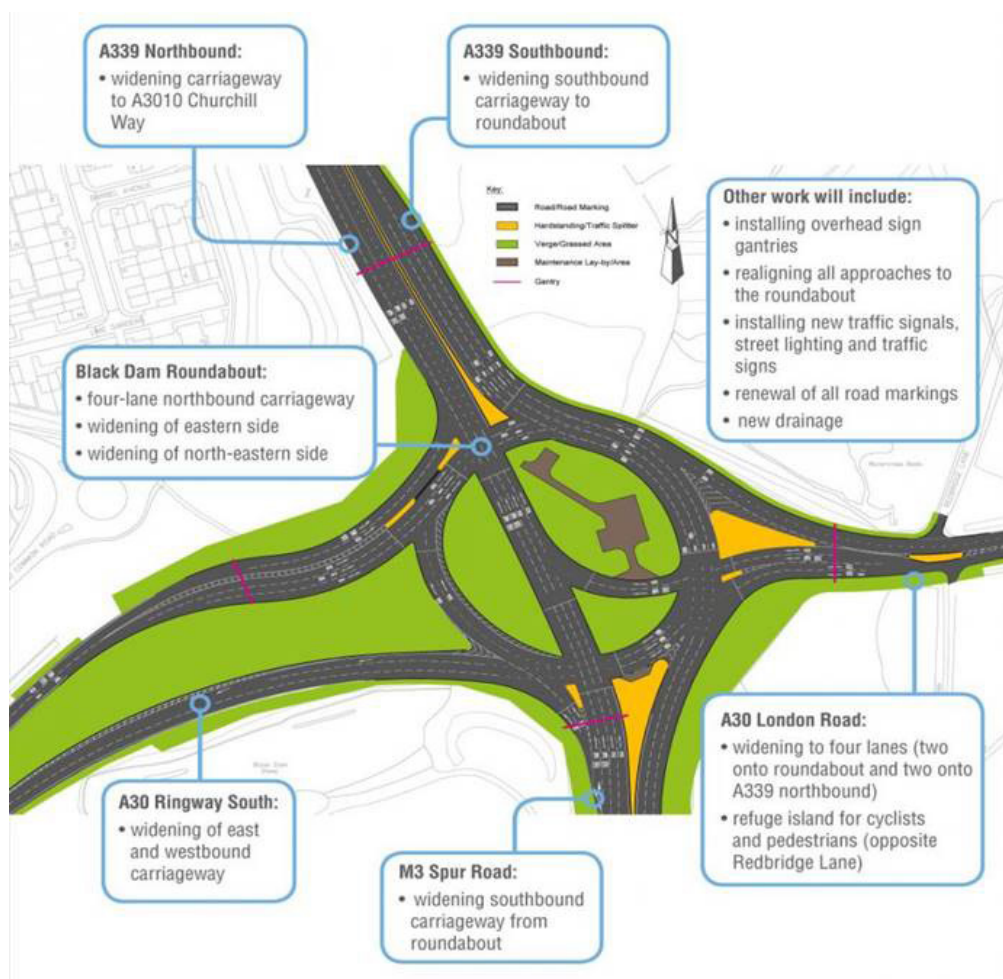 A339 Northbound:
• widening carriageway
to A3010 Churchill
Way
A339 Southbound:
• widening southbound
carriageway to
roundabout
Key:
Road/Road Marking
Hardstanding/Traffic Splitter
Verge/Grassed Area
Maintenance Lay-by/Area
Gantry
Other work will include:
• installing overhead sign
gantries
• realigning all approaches to
the roundabout
• installing new traffic signals,
street lighting and traffic
signs
• renewal of all road markings
• new drainage
Black Dam Roundabout:
• four-lane northbound carriageway
• widening of eastern side
• widening of north-eastern side
COMMON ROAD
A30 Ringway South:
• widening of east
and westbound
carriageway
M3 Spur Road:
• widening southbound
carriageway from
roundabout
A30 London Road:
• widening to four lanes (two
onto roundabout and two onto
A339 northbound)
• refuge island for cyclists
and pedestrians (opposite
Redbridge Lane)